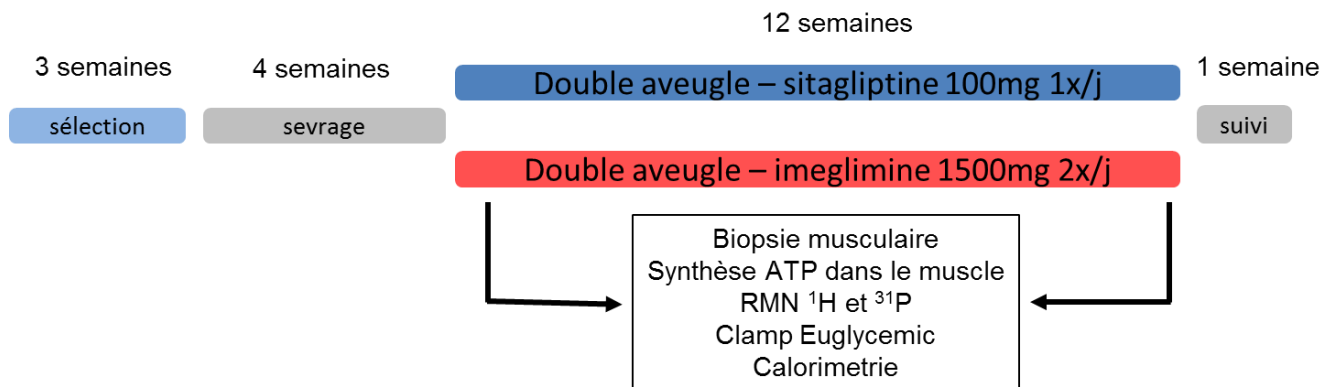 12 semaines
3 semaines
4 semaines
1 semaine
Double aveugle – sitagliptine 100mg 1x/j
sélection
sevrage
suivi
Double aveugle – imeglimine 1500mg 2x/j
Biopsie musculaire
Synthèse ATP dans le muscle
RMN ¹H et ³¹P
Clamp Euglycemic
Calorimetrie